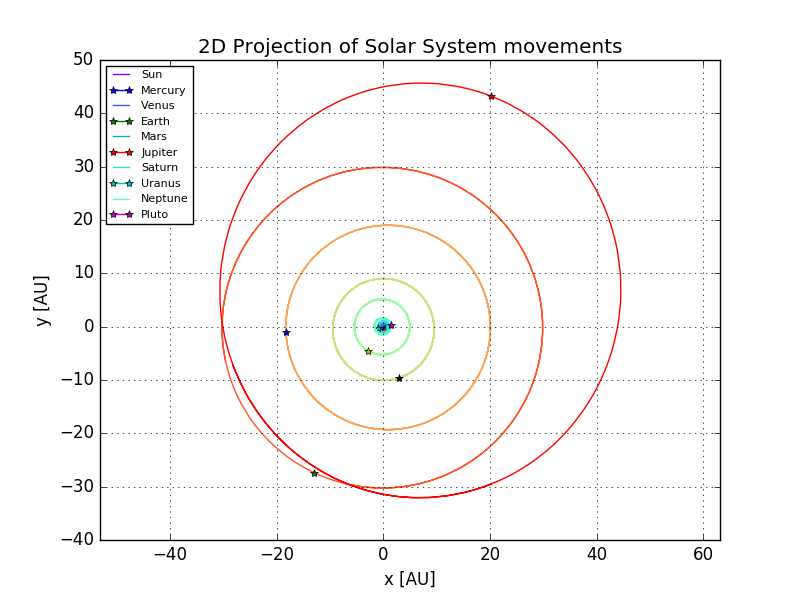 2D Projection of Solar System movements
50
40
30
20
10
0
−10
−20
−30
−40
y [AU]
Sun
Mercury
Venus
Earth
Mars
Jupiter
Saturn
Uranus
Neptune
Pluto
−40 −20 0 20 40 60
x [AU]